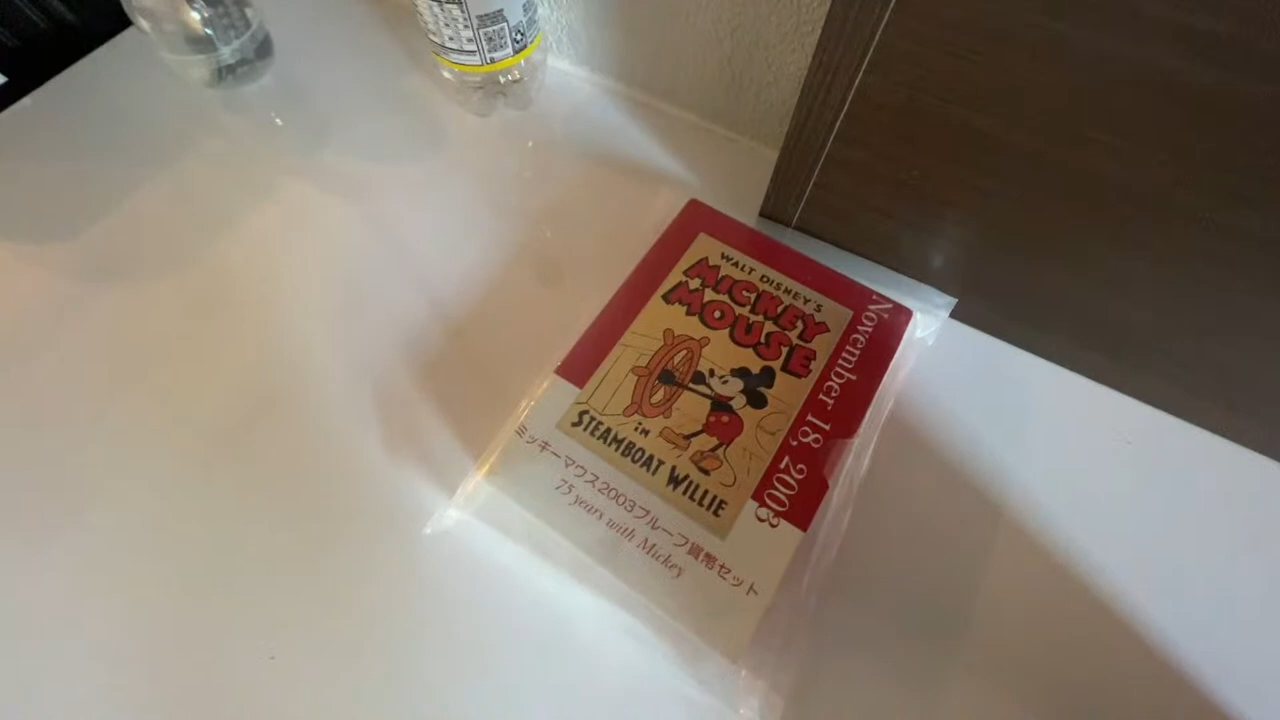 WALT DISNEY'S
MICKEY
MOUSE
in
STEAMBOAT WILLIE
November 18, 2003
ミッキーマウス2003プルーフ貨幣セット
75 years with Mickey